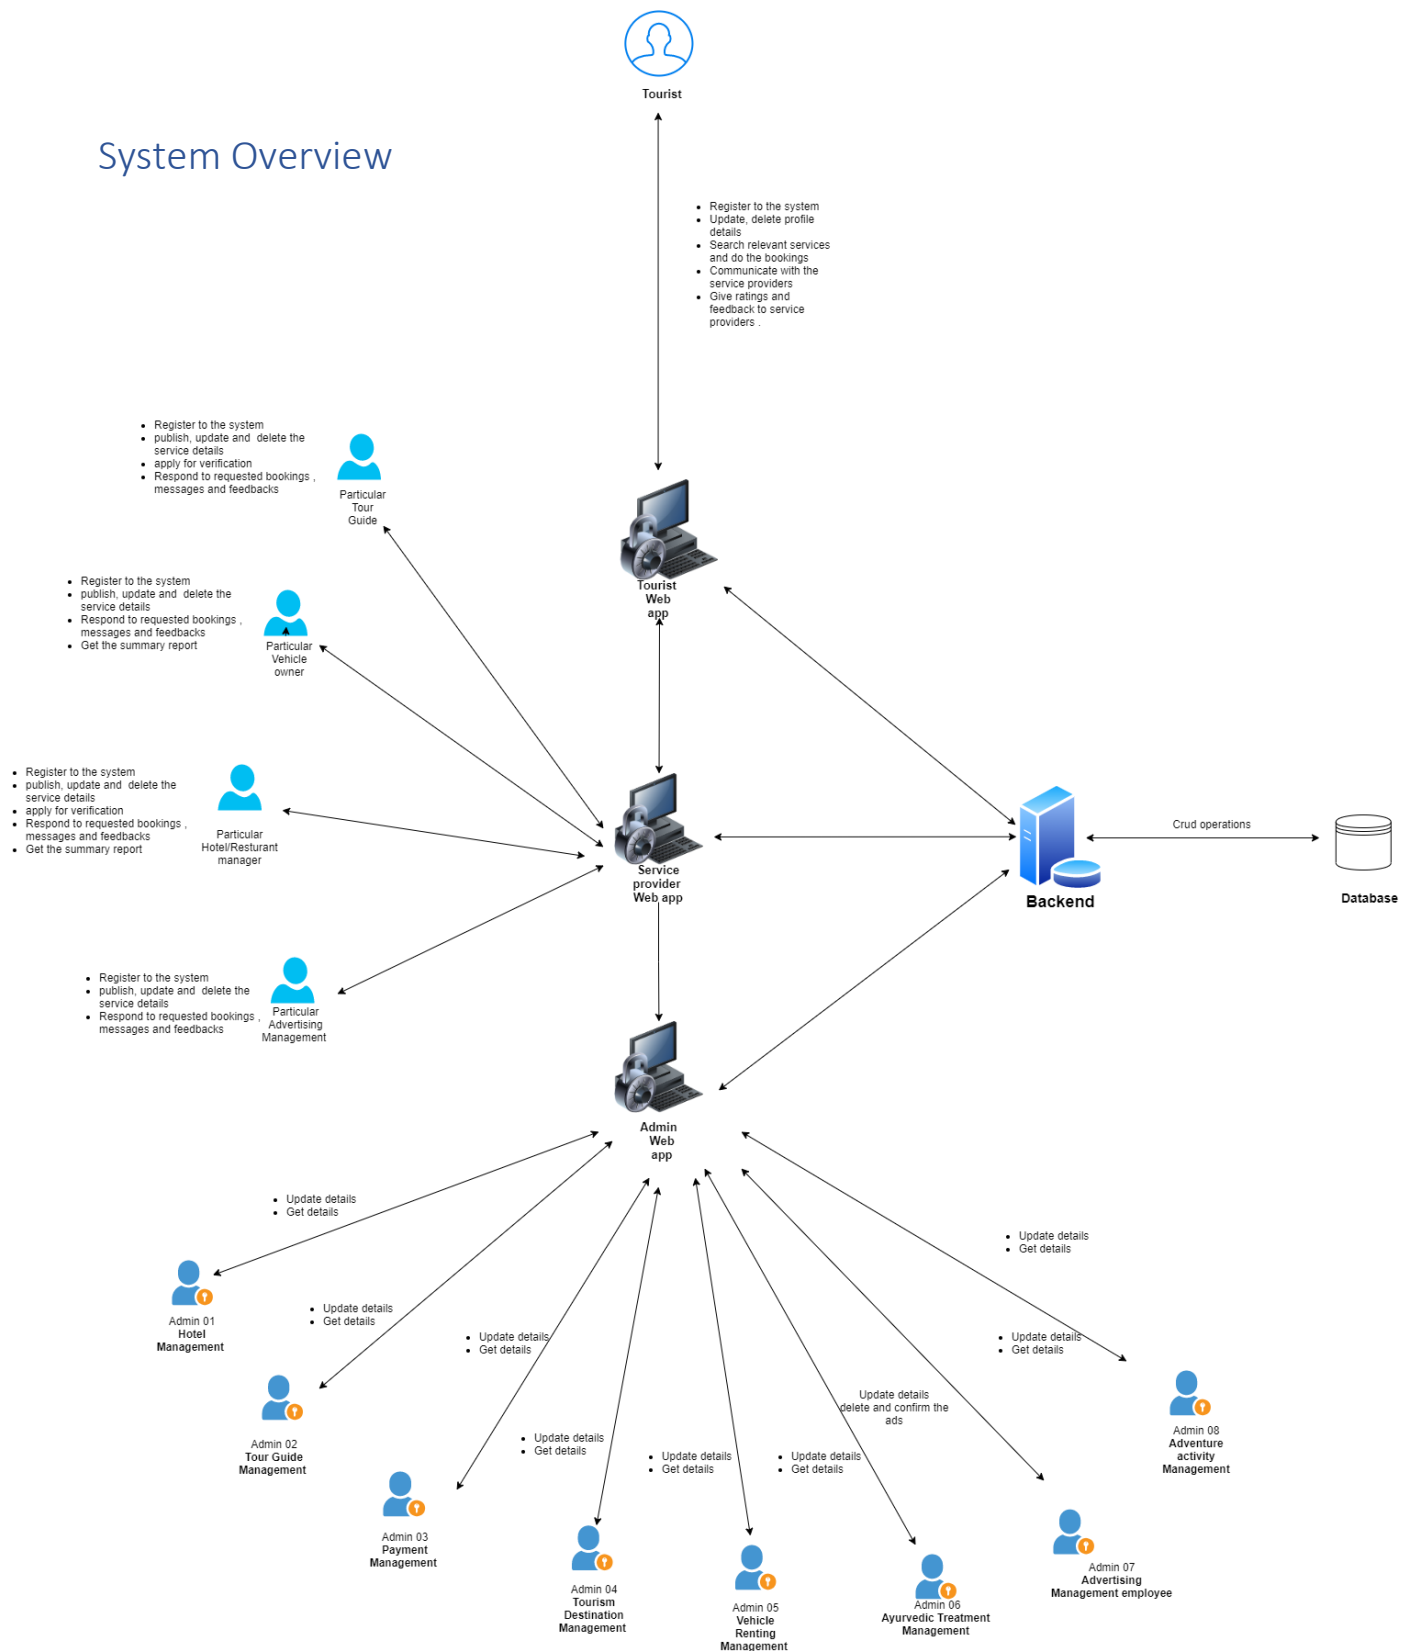 Tourist
System Overview
Register to the system
Update, delete profile
details
Search relevant services
and do the bookings
Communicate with the
service providers
Give ratings and
feedback to service
providers .
Register to the system
publish, update and  delete the
service details
apply for verification
Respond to requested bookings ,
messages and feedbacks
Particular
Tour
Guide
Tourist
Web
app
Register to the system
publish, update and  delete the
service details
Respond to requested bookings ,
messages and feedbacks
Get the summary report
Particular
Vehicle
owner
Register to the system
publish, update and  delete the
service details
apply for verification
Respond to requested bookings ,
messages and feedbacks
Get the summary report
Particular
Hotel/Resturant
manager
Service
provider
Web app
Backend
Crud operations
Database
Register to the system
publish, update and  delete the
service details
Respond to requested bookings ,
messages and feedbacks
Particular
Advertising
Management
Admin
Web
app
Update details
Get details
Admin 01
Hotel
Management
Update details
Get details
Admin 02
Tour Guide
Management
Update details
Get details
Admin 03
Payment
Management
Update details
Get details
Admin 04
Tourism
Destination
Management
Update details
Get details
Admin 05
Vehicle
Renting
Management
Update details
Get details
Admin 06
Ayurvedic Treatment
Management
Update details
delete and confirm the
ads
Admin 07
Advertising
Management employee
Update details
Get details
Update details
Get details
Admin 08
Adventure
activity
Management